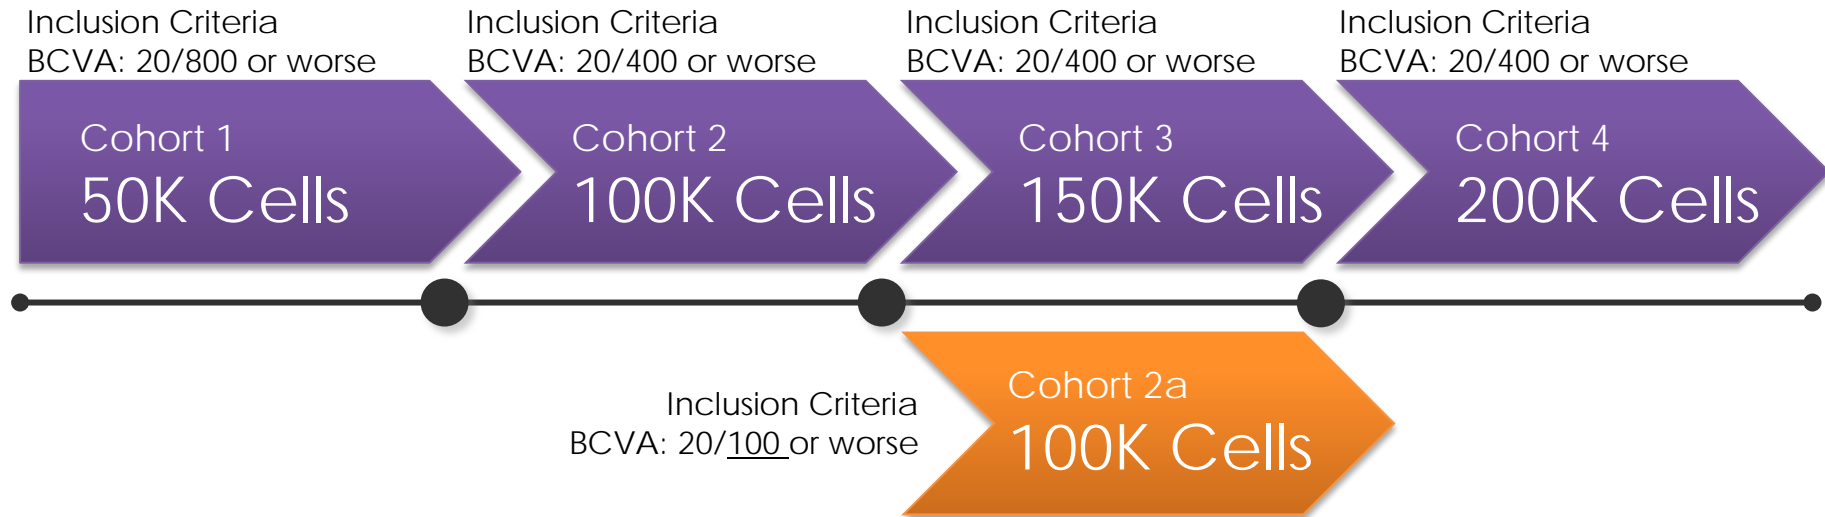 Inclusion Criteria
BCVA: 20/800 or worse
Inclusion Criteria
BCVA: 20/400 or worse
Inclusion Criteria
BCVA: 20/400 or worse
Inclusion Criteria
BCVA: 20/400 or worse
Cohort 1
50K Cells
Cohort 2
100K Cells
Cohort 3
150K Cells
Cohort 4
200K Cells
Inclusion Criteria
BCVA: 20/100 or worse
Cohort 2a
100K Cells